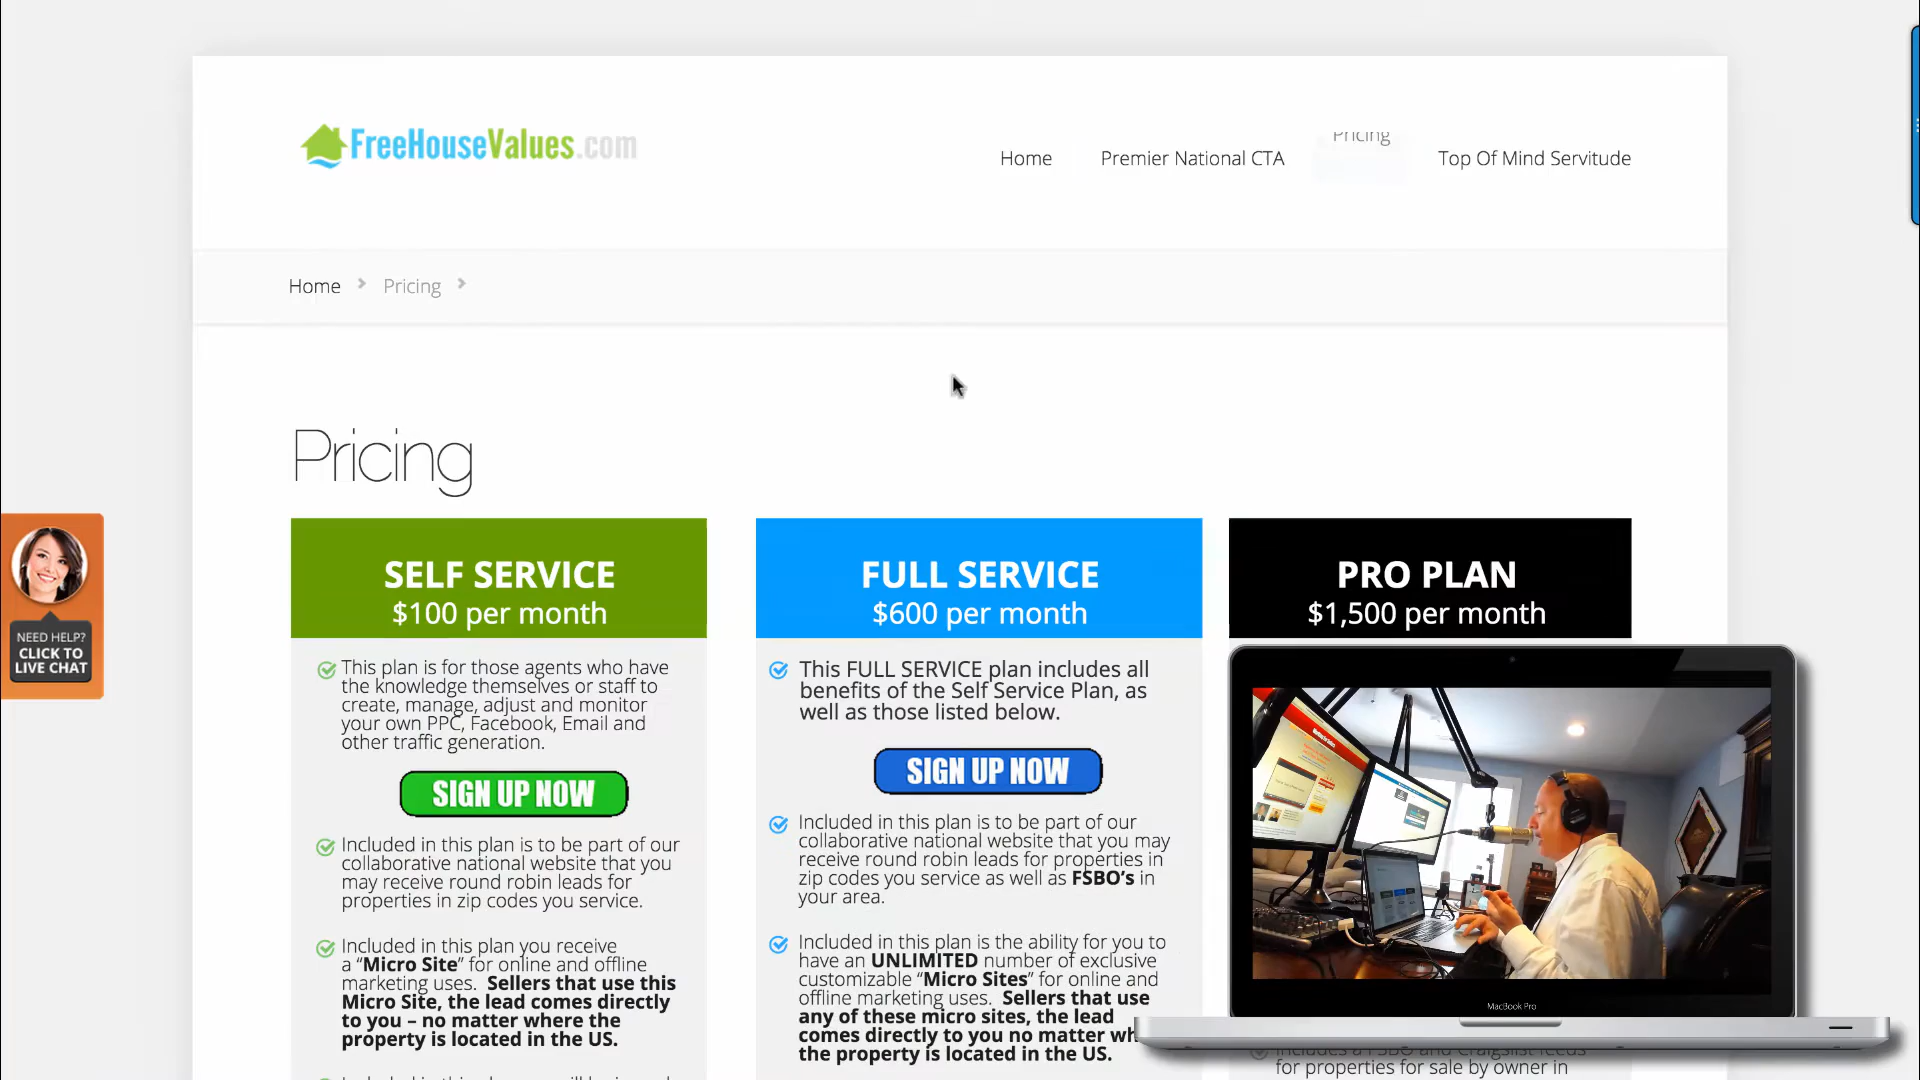 FreeHouseValues.com
Home
Premier National CTA
Pricing
Top Of Mind Servitude
Home
Pricing
Pricing
SELF SERVICE
$100 per month
This plan is for those agents who have
the knowledge themselves or staff to
create, manage, adjust and monitor
your own PPC, Facebook, Email and
other traffic generation.
SIGN UP NOW
Included in this plan is to be part of our
collaborative national website that you
may receive round robin leads for
properties in zip codes you service.
Included in this plan you receive
a “Micro Site” for online and offline
marketing uses. Sellers that use this
Micro Site, the lead comes directly
to you – no matter where the
property is located in the US.
FULL SERVICE
$600 per month
This FULL SERVICE plan includes all
benefits of the Self Service Plan, as
well as those listed below.
SIGN UP NOW
Included in this plan is to be part of our
collaborative national website that you may
receive round robin leads for properties in
zip codes you service as well as FSBO’s in
your area.
Included in this plan is the ability for you to
have an UNLIMITED number of exclusive
customizable “Micro Sites” for online and
offline marketing uses. Sellers that use
any of these micro sites, the lead
comes directly to you no matter
the property is located in the US.
PRO PLAN
$1,500 per month
Includes a FSBO and Craigslist feeds
for properties for sale by owner in
NEED HELP?
CLICK TO
LIVE CHAT
MacBook Pro